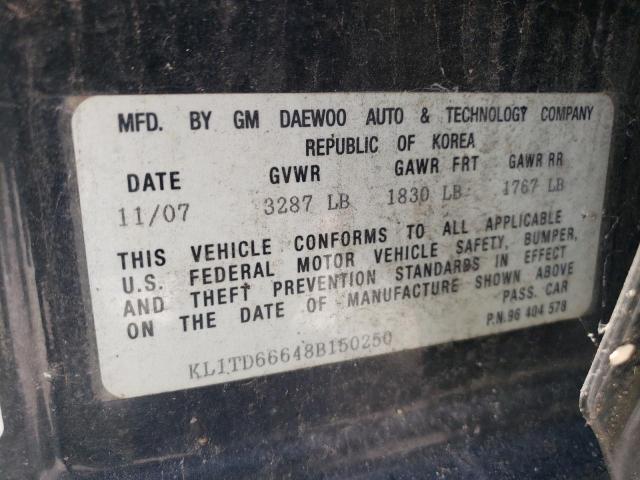 MFD. BY GM DAEWOO AUTO & TECHNOLOGY COMPANY
REPUBLIC OF KOREA
DATE GVWR GAWR FRT GAWR RR
11/07 3287 LB 1830 LB 1767 LB
THIS VEHICLE CONFORMS TO ALL APPLICABLE
U.S. FEDERAL MOTOR VEHICLE SAFETY, BUMPER,
AND THEFT PREVENTION STANDARDS IN EFFECT
ON THE DATE OF MANUFACTURE SHOWN ABOVE
PASS. CAR
P.N.96 404 578
KL1TD66648B150250